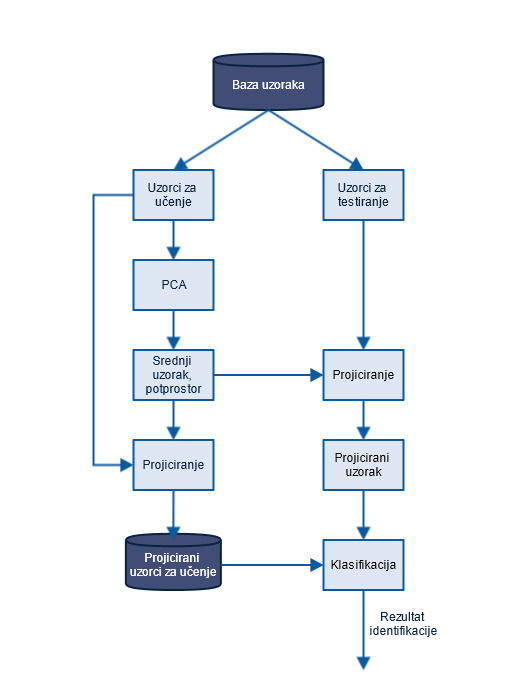 Baza uzoraka
Uzorci za
učenje
Uzorci za
testiranje
PCA
Srednji
uzorak,
potprostor
Projiciranje
Projiciranje
Projicirani
uzorak
Projicirani
uzorci za učenje
Klasifikacija
Rezultat
identifikacije